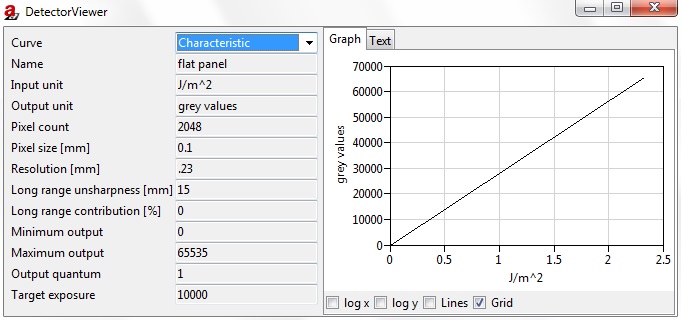 DetectorViewer
Curve Characteristic
Name flat panel
Input unit J/m^2
Output unit grey values
Pixel count 2048
Pixel size [mm] 0.1
Resolution [mm] .23
Long range unsharpness [mm] 15
Long range contribution [%] 0
Minimum output 0
Maximum output 65535
Output quantum 1
Target exposure 10000
Graph Text
70000
60000
50000
40000
30000
20000
10000
0
grey values
0 0.5 1 1.5 2 2.5
J/m^2
log x log y Lines Grid